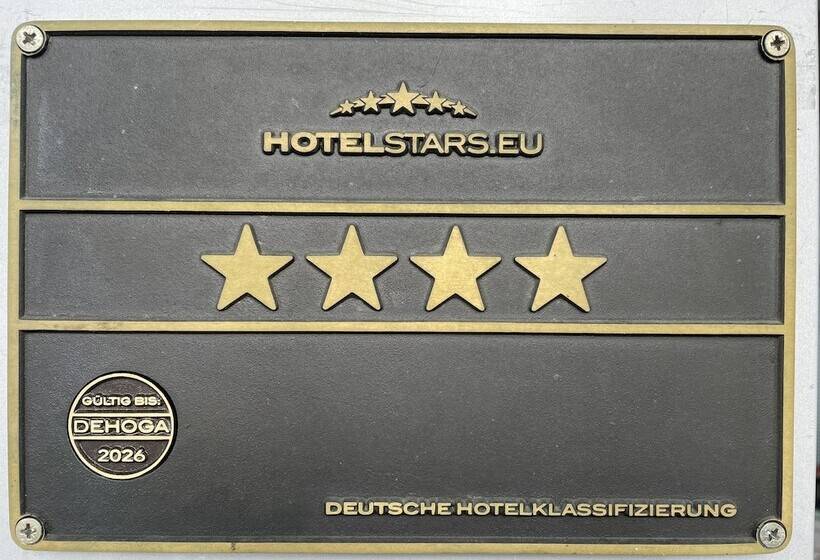 HOTELSTARS.EU
GÜLTIG BIS:
DEHOGA
2026
DEUTSCHE HOTELKLASSIFIZIERUNG